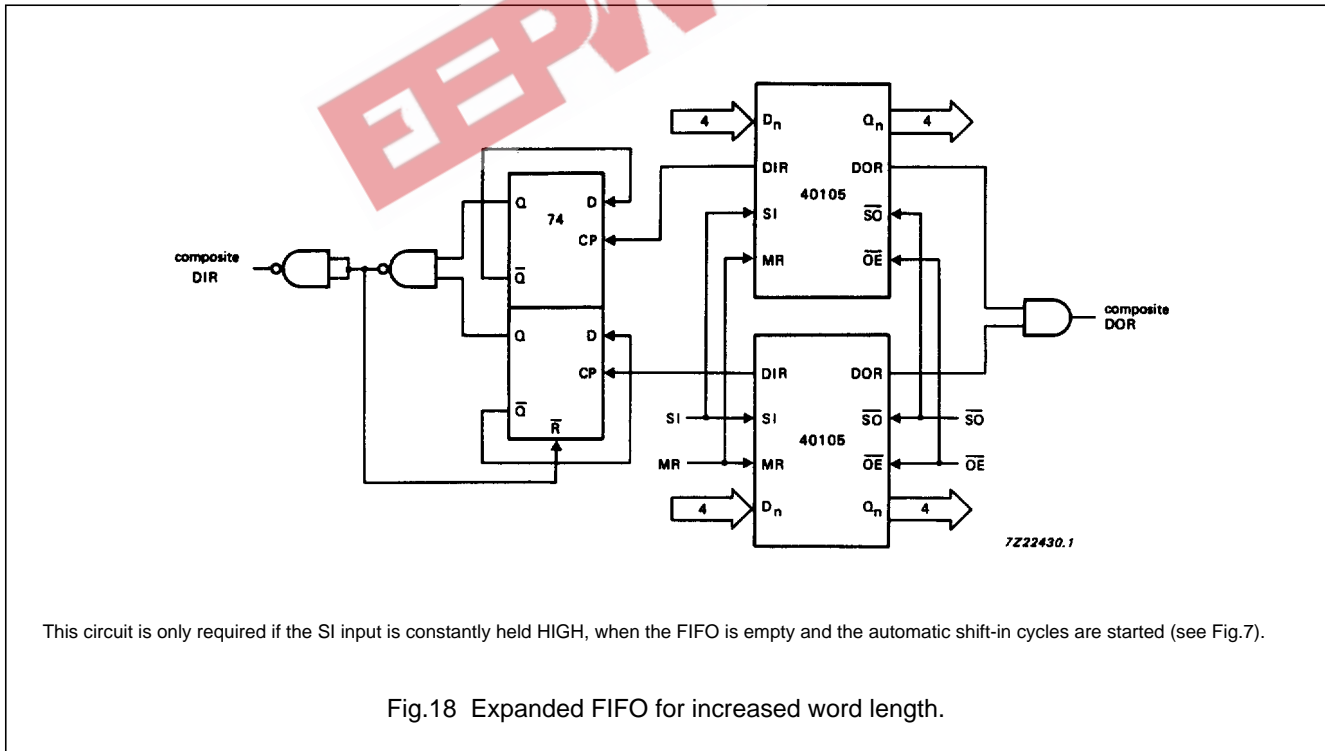 EEPW
4
Dn
Qn
4
DIR
DOR
40105
SI
SO
MR
OE
Q
D
74
CP
Q
composite
DIR
Q
D
CP
Q
R
composite
DOR
DIR
DOR
SI
SI
SO
SO
40105
MR
MR
OE
OE
4
Dn
Qn
4
7Z22430.1
This circuit is only required if the SI input is constantly held HIGH, when the FIFO is empty and the automatic shift-in cycles are started (see Fig.7).
Fig.18 Expanded FIFO for increased word length.